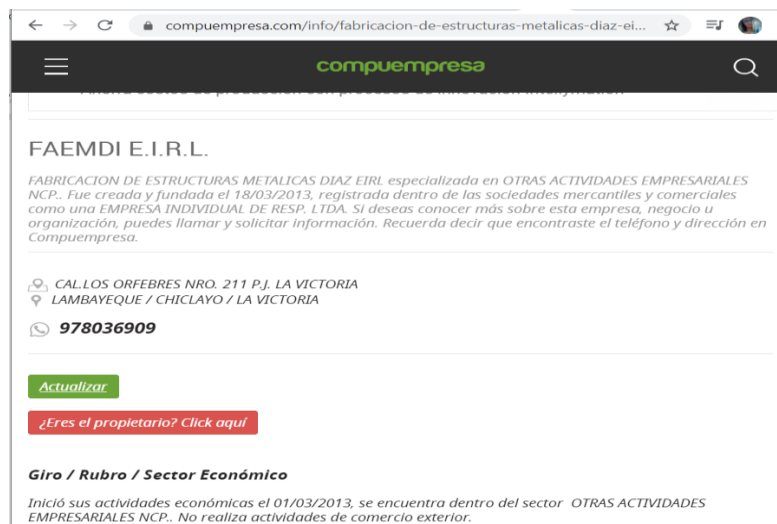 compuempresa.com/info/fabricacion-de-estructuras-metalicas-diaz-ei...
compuempresa
FAEMDI E.I.R.L.
FABRICACION DE ESTRUCTURAS METALICAS DIAZ EIRL especializada en OTRAS ACTIVIDADES EMPRESARIALES
NCP.. Fue creada y fundada el 18/03/2013, registrada dentro de las sociedades mercantiles y comerciales
como una EMPRESA INDIVIDUAL DE RESP. LTDA. Si deseas conocer más sobre esta empresa, negocio u
organización, puedes llamar y solicitar información. Recuerda decir que encontraste el teléfono y dirección en
Compuempresa.
CAL.LOS ORFEBRES NRO. 211 P.J. LA VICTORIA
LAMBAYEQUE / CHICLAYO / LA VICTORIA
978036909
Actualizar
¿Eres el propietario? Click aquí
Giro / Rubro / Sector Económico
Inició sus actividades económicas el 01/03/2013, se encuentra dentro del sector OTRAS ACTIVIDADES
EMPRESARIALES NCP.. No realiza actividades de comercio exterior.